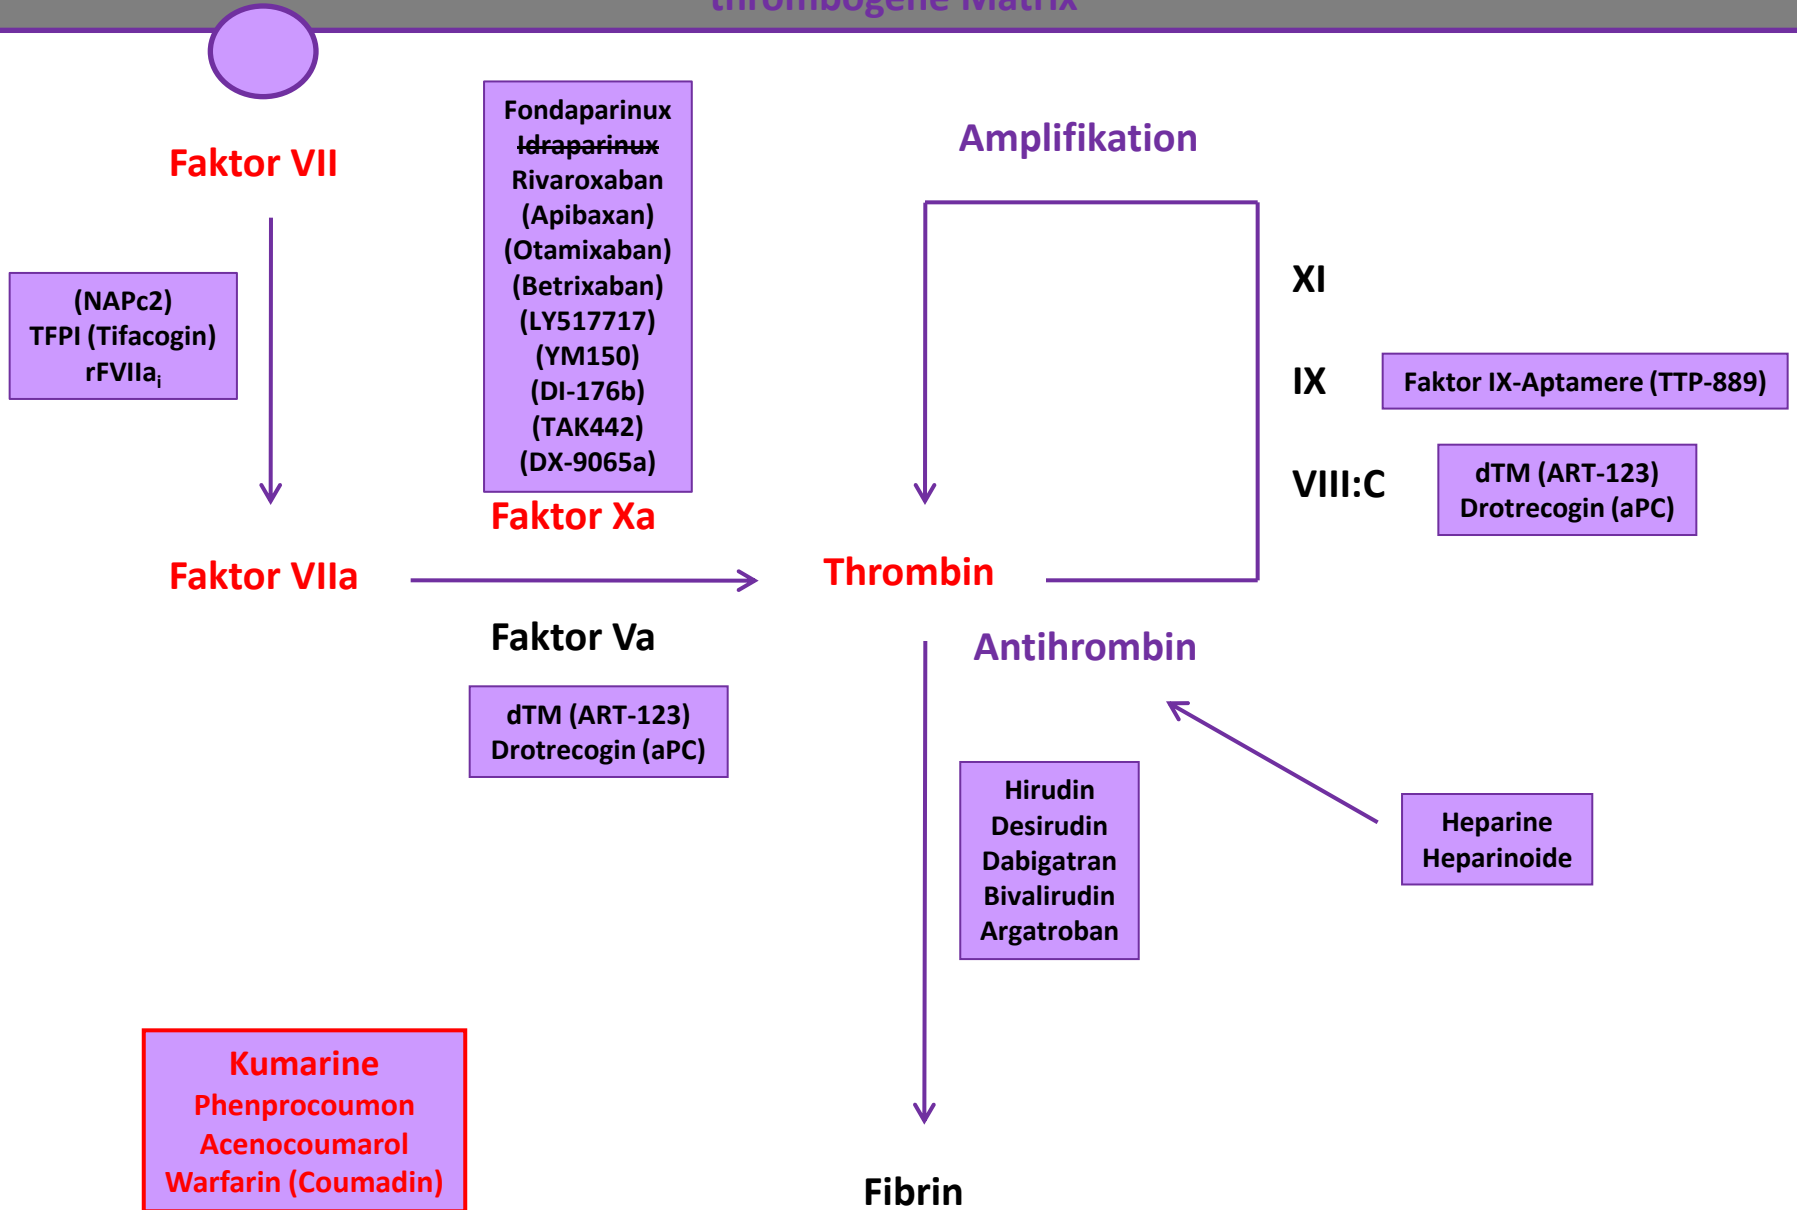 thrombogene Matrix
Faktor VII
(NAPc2)
TFPI (Tifacogin)
rFVIIai
Faktor VIIa
Fondaparinux
Idraparinux
Rivaroxaban
(Apibaxan)
(Otamixaban)
(Betrixaban)
(LY517717)
(YM150)
(DI-176b)
(TAK442)
(DX-9065a)
Faktor Xa
Faktor Va
dTM (ART-123)
Drotrecogin (aPC)
Amplifikation
XI
IX
Faktor IX-Aptamere (TTP-889)
VIII:C
dTM (ART-123)
Drotrecogin (aPC)
Thrombin
Antihrombin
Hirudin
Desirudin
Dabigatran
Bivalirudin
Argatroban
Heparine
Heparinoide
Kumarine
Phenprocoumon
Acenocoumarol
Warfarin (Coumadin)
Fibrin